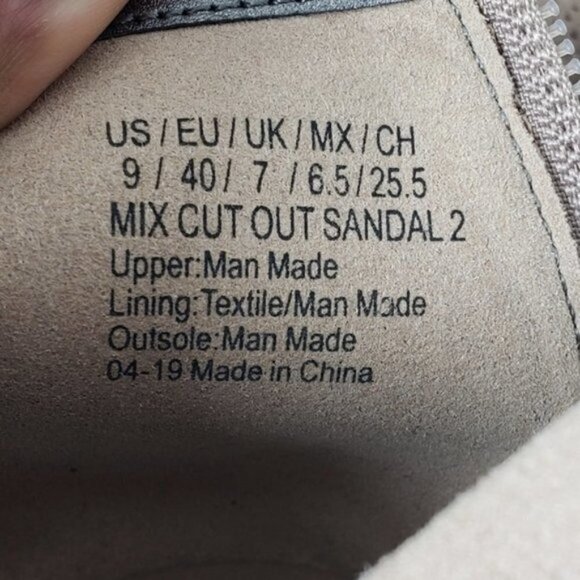 US / EU / UK / MX / CH
9 / 40 / 7 / 6.5 / 25.5
MIX CUT OUT SANDAL 2
Upper:Man Made
Lining:Textile/Man Made
Outsole:Man Made
04-19 Made in China